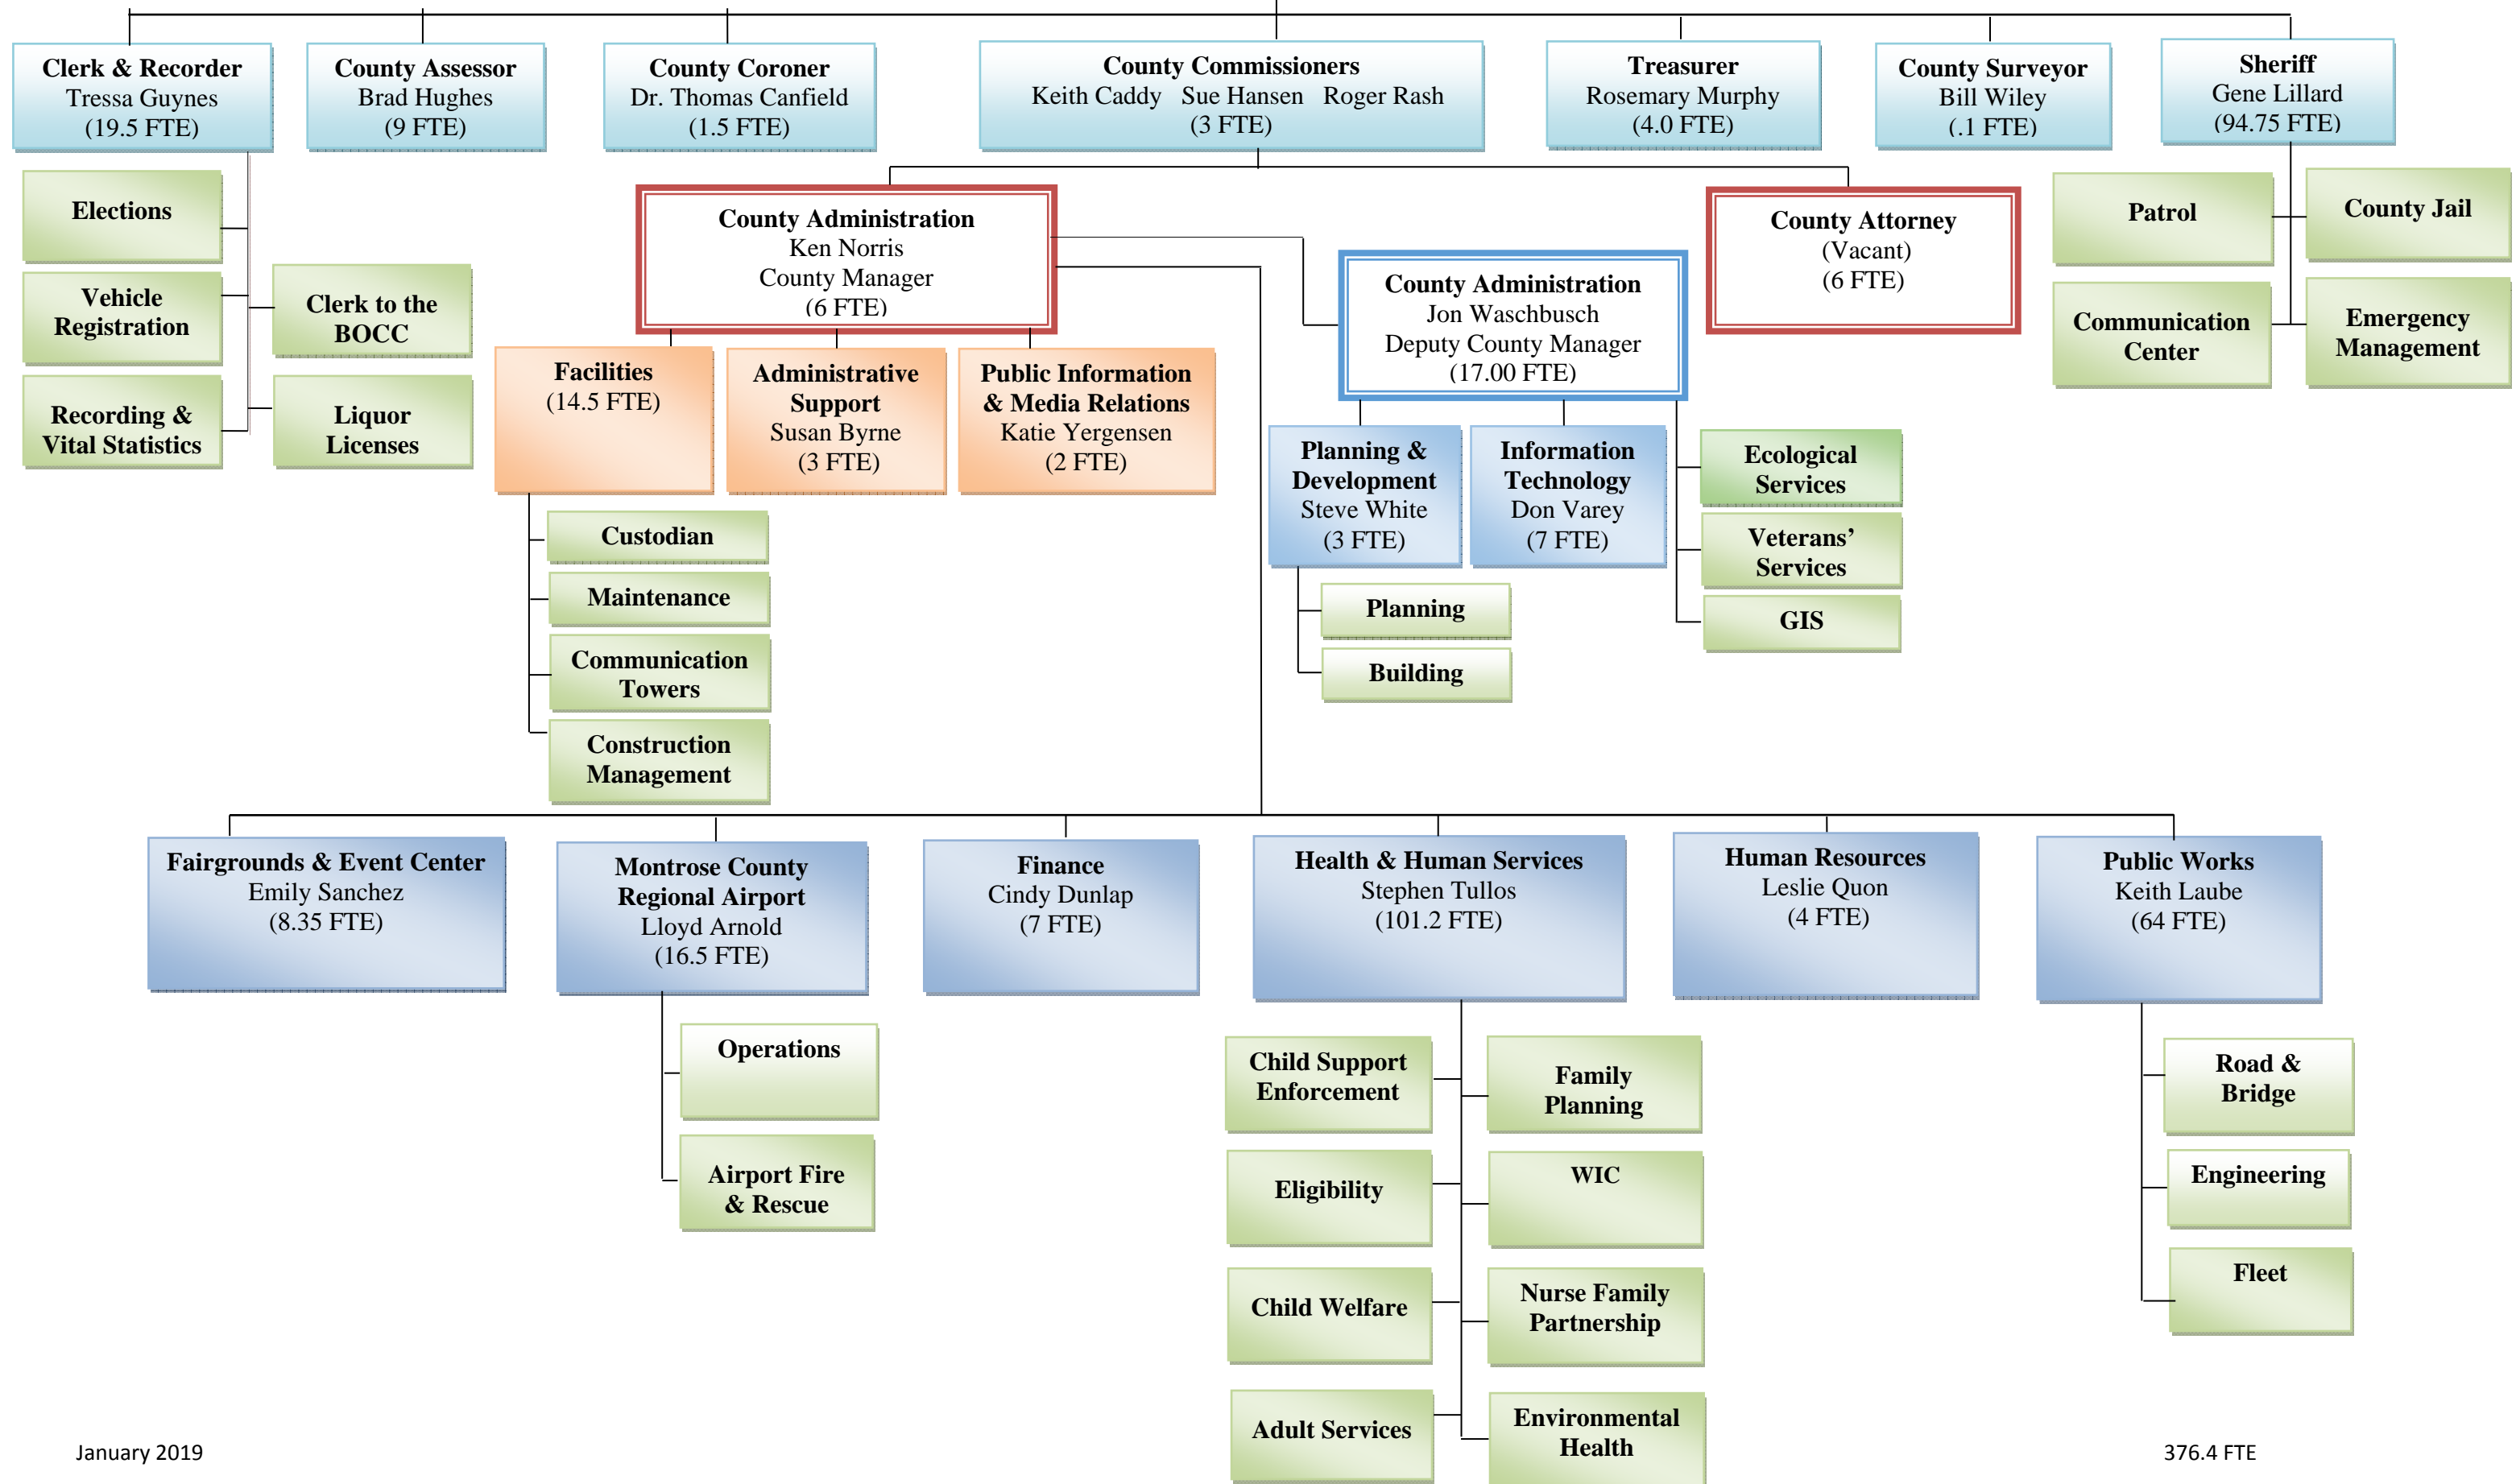 Clerk & Recorder
Tressa Guynes
(19.5 FTE)
County Assessor
Brad Hughes
(9 FTE)
County Coroner
Dr. Thomas Canfield
(1.5 FTE)
County Commissioners
Keith Caddy Sue Hansen Roger Rash
(3 FTE)
Treasurer
Rosemary Murphy
(4.0 FTE)
County Surveyor
Bill Wiley
(.1 FTE)
Sheriff
Gene Lillard
(94.75 FTE)
Elections
Vehicle
Registration
Recording &
Vital Statistics
Clerk to the
BOCC
Liquor
Licenses
County Administration
Ken Norris
County Manager
(6 FTE)
County Administration
Jon Waschbusch
Deputy County Manager
(17.00 FTE)
County Attorney
(Vacant)
(6 FTE)
Patrol
County Jail
Communication
Center
Emergency
Management
Facilities
(14.5 FTE)
Administrative
Support
Susan Byrne
(3 FTE)
Public Information
& Media Relations
Katie Yergensen
(2 FTE)
Planning &
Development
Steve White
(3 FTE)
Information
Technology
Don Varey
(7 FTE)
Ecological
Services
Veterans’
Services
GIS
Custodian
Maintenance
Communication
Towers
Construction
Management
Planning
Building
Fairgrounds & Event Center
Emily Sanchez
(8.35 FTE)
Montrose County
Regional Airport
Lloyd Arnold
(16.5 FTE)
Finance
Cindy Dunlap
(7 FTE)
Health & Human Services
Stephen Tullos
(101.2 FTE)
Human Resources
Leslie Quon
(4 FTE)
Public Works
Keith Laube
(64 FTE)
Operations
Airport Fire
& Rescue
Child Support
Enforcement
Family
Planning
Eligibility
WIC
Child Welfare
Nurse Family
Partnership
Adult Services
Environmental
Health
Road &
Bridge
Engineering
Fleet
January 2019
376.4 FTE